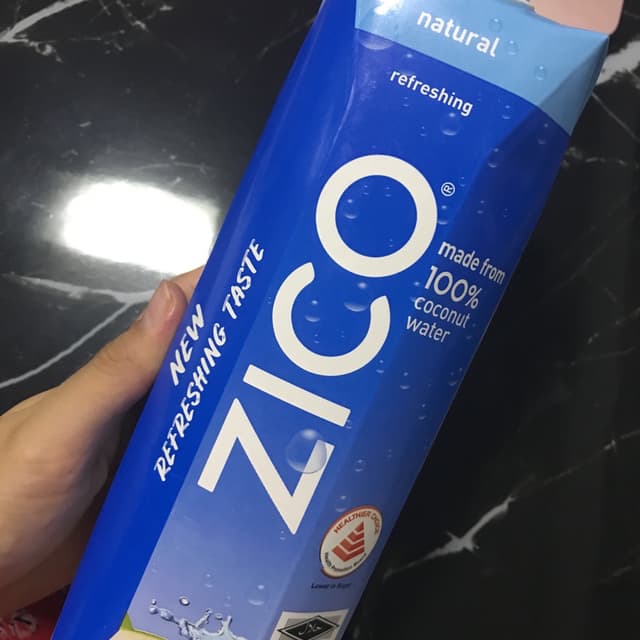 natural
refreshing
ZICO®
made from
100%
coconut
water
NEW
REFRESHING TASTE
HEALTHIER CHOICE
Lower in Sugar